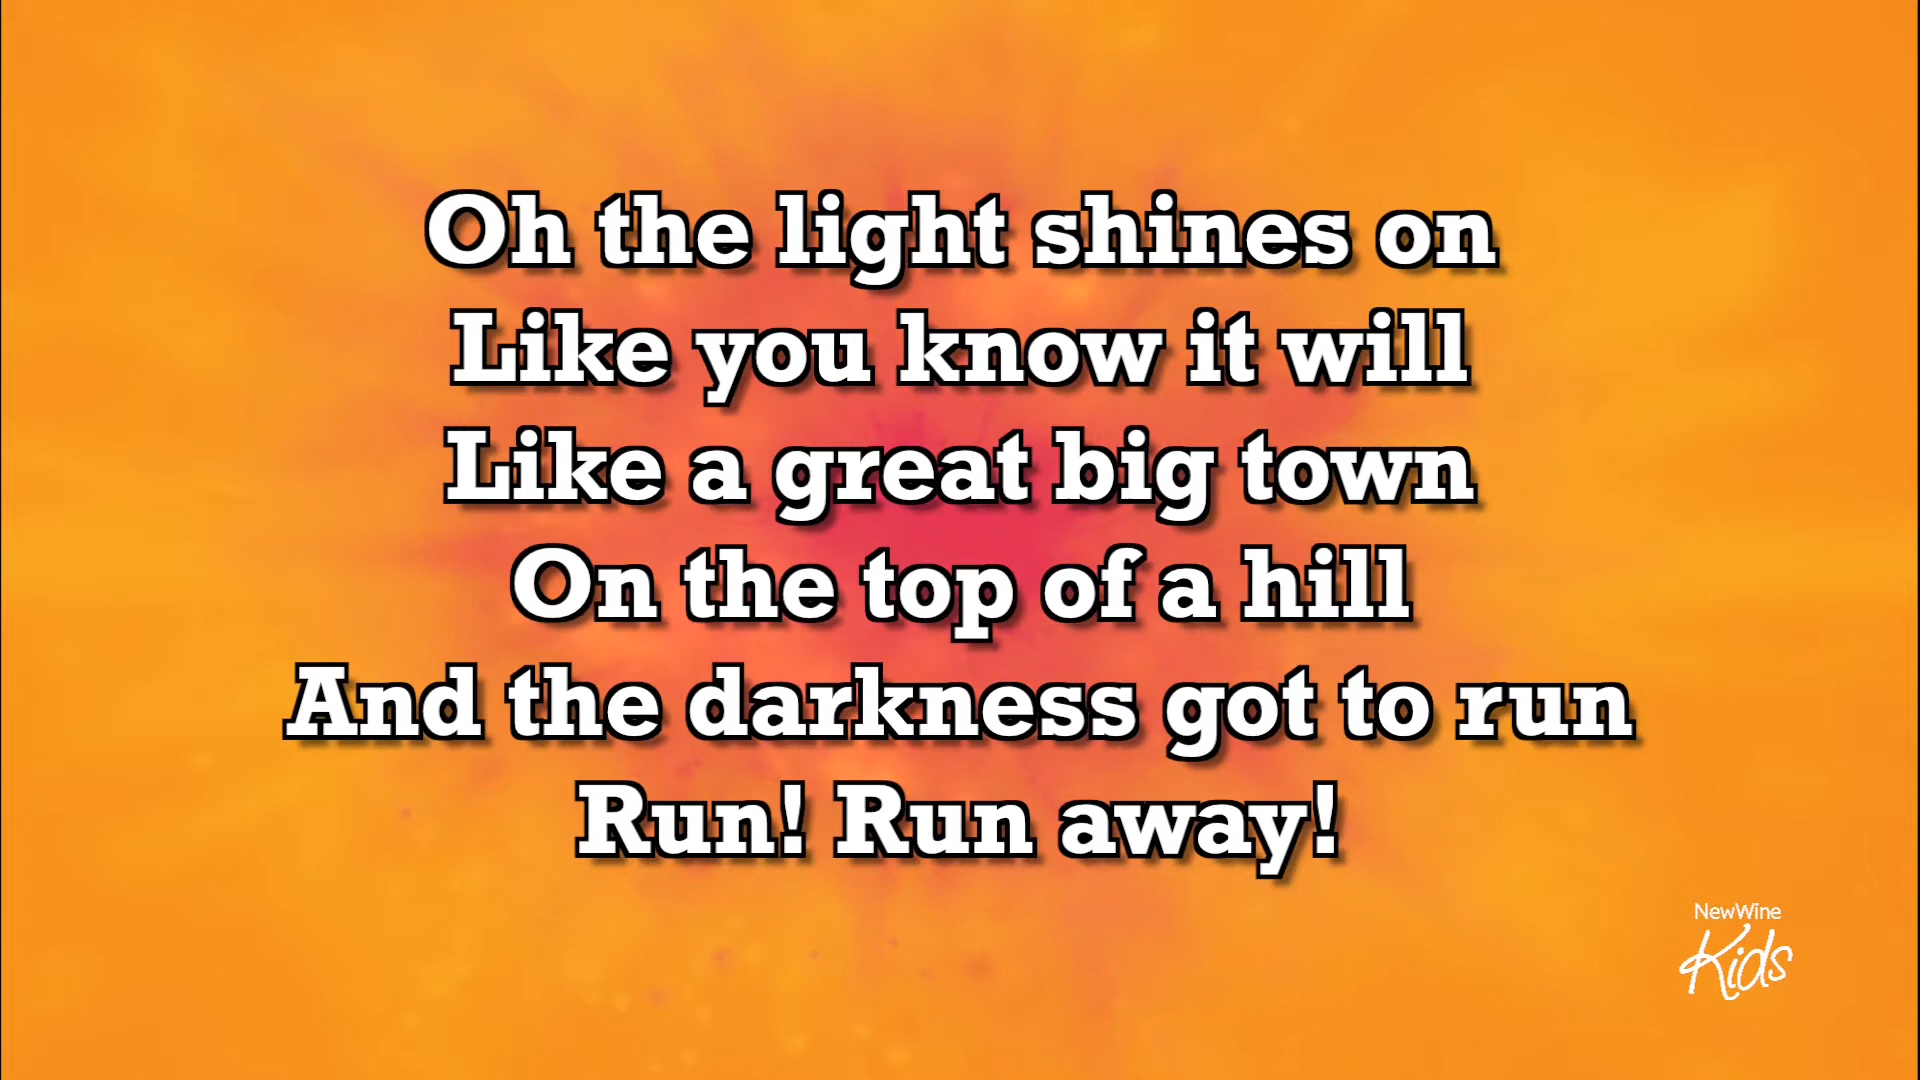 Oh the light shines on
Like you know it will
Like a great big town
On the top of a hill
And the darkness got to run
Run! Run away!
NewWine
Kids